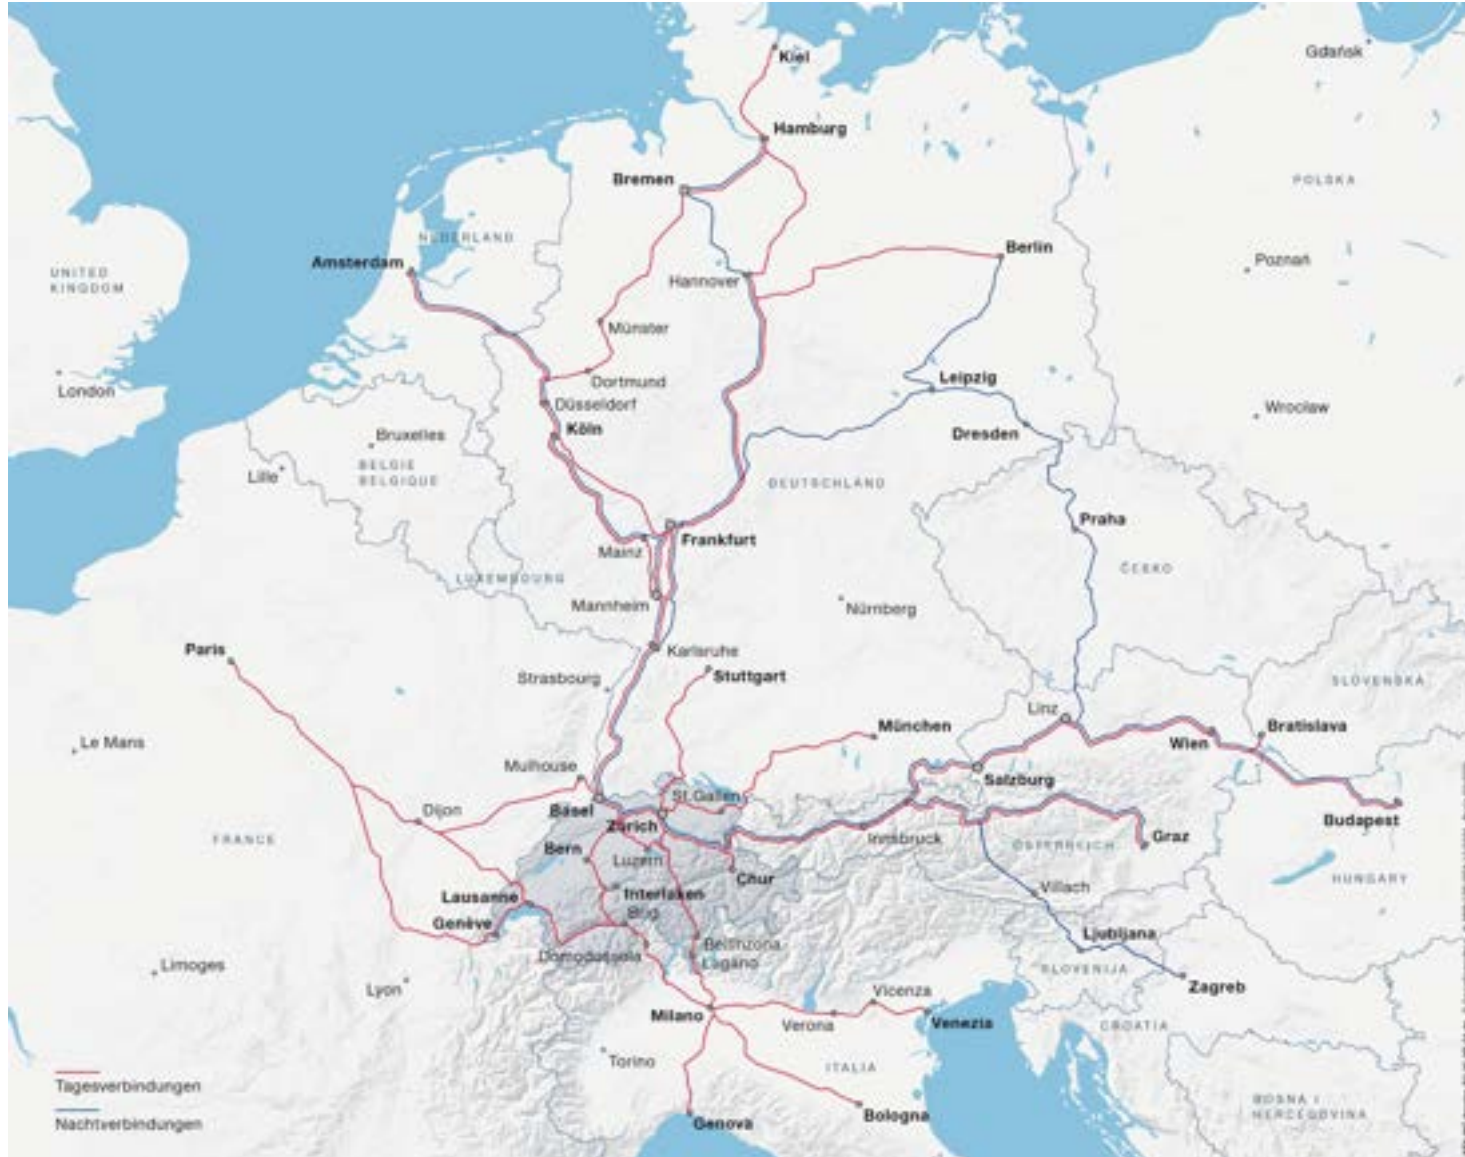 Kiel
Gdańsk
Hamburg
Bremen
POLSKA
NEDERLAND
Berlin
Amsterdam
Poznań
UNITED
KINGDOM
Hannover
Münster
Leipzig
Dortmund
London
Düsseldorf
Wrocław
Köln
Bruxelles
Dresden
BELGIE
BELGIQUE
Lille
DEUTSCHLAND
Praha
Frankfurt
Mainz
ČESKO
LUXEMBOURG
Mannheim
Nürnberg
Paris
Karlsruhe
Strasbourg
Stuttgart
SLOVENSKA
Linz
München
Bratislava
Le Mans
Wien
Mulhouse
Salzburg
St.Gallen
Dijon
Basel
Zürich
Budapest
FRANCE
Innsbruck
Graz
ÖSTERREICH
Bern
Luzern
Chur
HUNGARY
Interlaken
Villach
Lausanne
Brig
Genève
Ljubljana
Bellinzona
Domodossola
Lugano
Limoges
SLOVENIJA
Lyon
Zagreb
Vicenza
Milano
Verona
Venezia
CROATIA
Torino
ITALIA
Tagesverbindungen
BOSNA I
HERCEGOVINA
Bologna
Nachtverbindungen
Genova